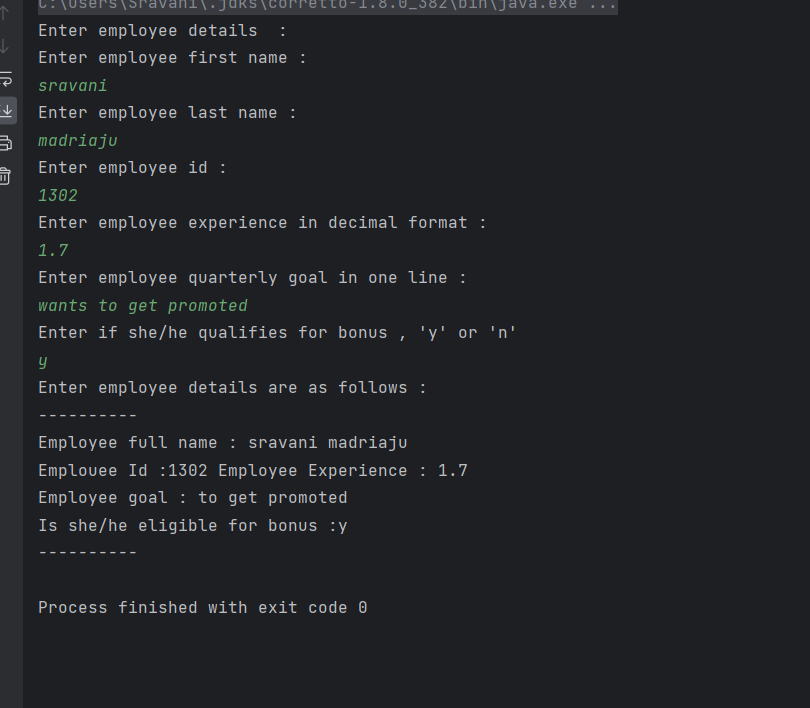 C:\Users\Sravani\.jdks\corretto-1.8.0_382\bin\java.exe ...
Enter employee details  :
Enter employee first name :
sravani
Enter employee last name :
madriaju
Enter employee id :
1302
Enter employee experience in decimal format :
1.7
Enter employee quarterly goal in one line :
wants to get promoted
Enter if she/he qualifies for bonus , 'y' or 'n'
y
Enter employee details are as follows :
----------
Employee full name : sravani madriaju
Emplouee Id :1302 Employee Experience : 1.7
Employee goal : to get promoted
Is she/he eligible for bonus :y
----------
Process finished with exit code 0